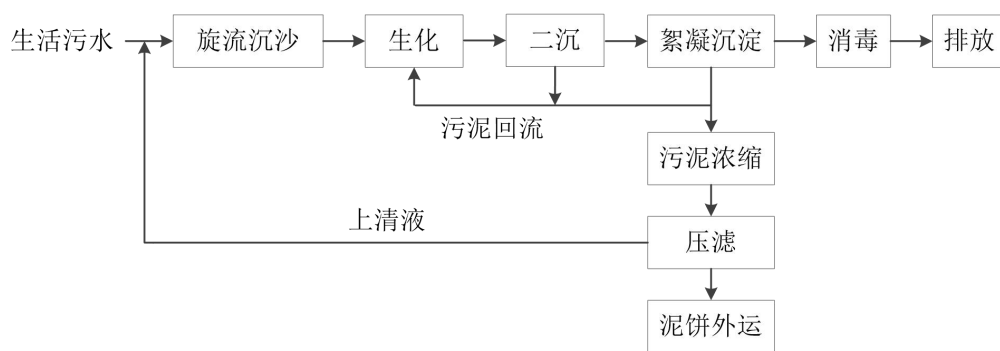 生活污水
旋流沉沙
生化
二沉
絮凝沉淀
消毒
排放
污泥回流
污泥浓缩
上清液
压滤
泥饼外运